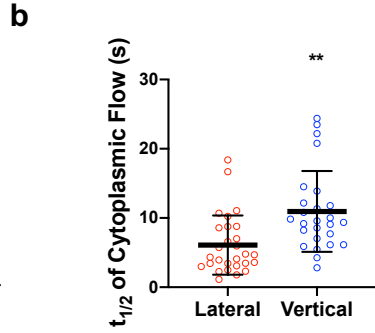 b
t1/2 of Cytoplasmic Flow (s)
**
30
20
10
0
Lateral Vertical